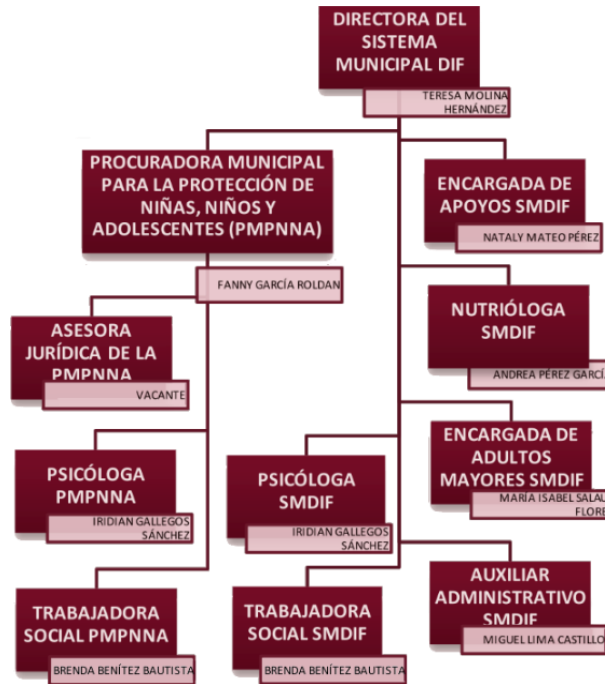 DIRECTORA DEL
SISTEMA
MUNICIPAL DIF
TERESA MOLINA
HERNÁNDEZ
PROCURADORA MUNICIPAL
PARA LA PROTECCIÓN DE
NIÑAS, NIÑOS Y
ADOLESCENTES (PMPNNA)
FANNY GARCÍA ROLDAN
ENCARGADA DE
APOYOS SMDIF
NATALY MATEO PÉREZ
ASESORA
JURÍDICA DE LA
PMPNNA
VACANTE
NUTRIÓLOGA
SMDIF
ANDREA PÉREZ GARCÍA
PSICÓLOGA
PMPNNA
IRIDIAN GALLEGOS
SÁNCHEZ
PSICÓLOGA
SMDIF
IRIDIAN GALLEGOS
SÁNCHEZ
ENCARGADA DE
ADULTOS
MAYORES SMDIF
MARÍA ISABEL
TRABAJADORA
SOCIAL PMPNNA
BRENDA BENÍTEZ BAUTISTA
TRABAJADORA
SOCIAL SMDIF
BRENDA BENÍTEZ BAUTISTA
AUXILIAR
ADMINISTRATIVO
SMDIF
MIGUEL LIMA CASTILLO